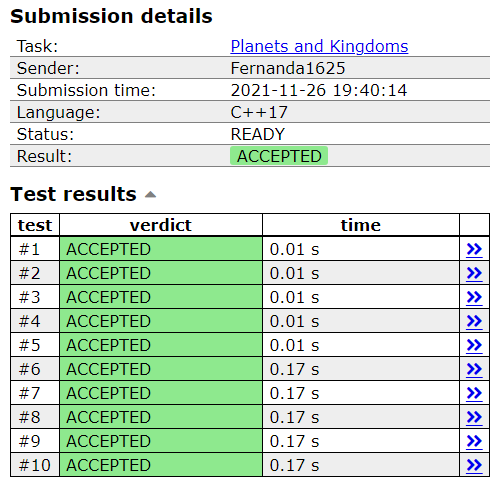 Submission details
Task: Planets and Kingdoms
Sender: Fernanda1625
Submission time: 2021-11-26 19:40:14
Language: C++17
Status: READY
Result: ACCEPTED
Test results
test verdict time
#1 ACCEPTED 0.01 s
#2 ACCEPTED 0.01 s
#3 ACCEPTED 0.01 s
#4 ACCEPTED 0.01 s
#5 ACCEPTED 0.01 s
#6 ACCEPTED 0.17 s
#7 ACCEPTED 0.17 s
#8 ACCEPTED 0.17 s
#9 ACCEPTED 0.17 s
#10 ACCEPTED 0.17 s